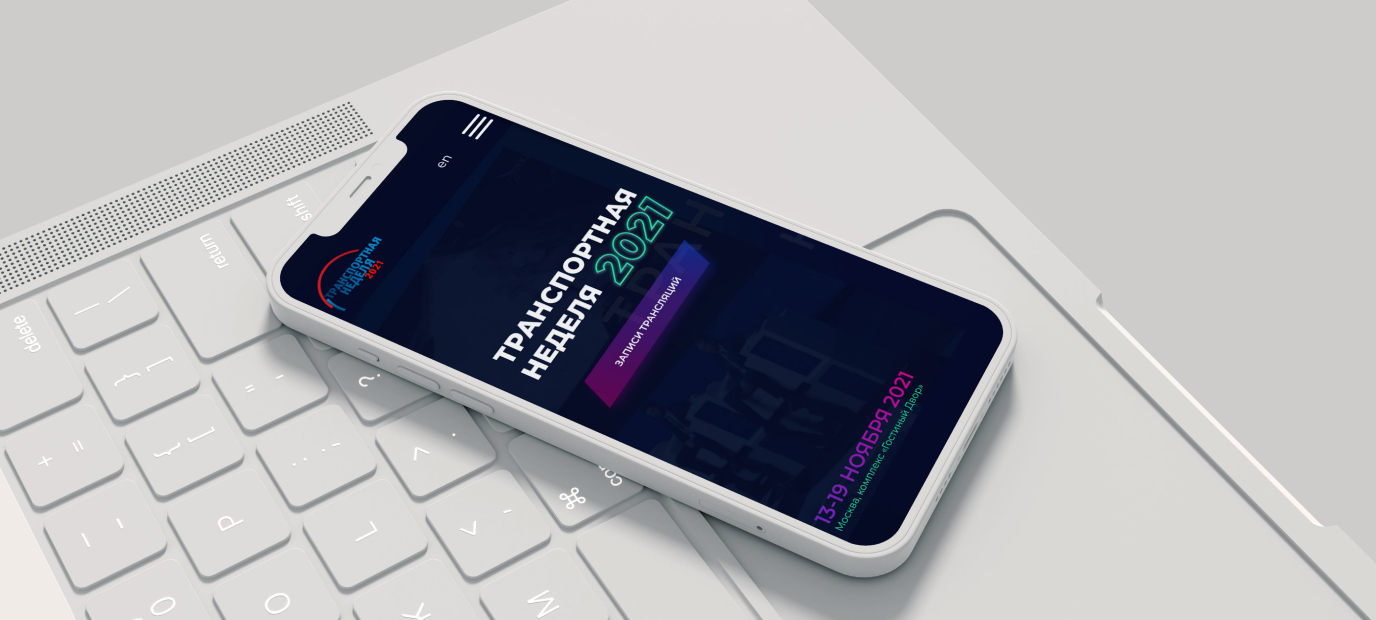 en
ТРАНСПОРТНАЯ
НЕДЕЛЯ
2021
ТРАНСПОРТНАЯ
НЕДЕЛЯ 2021
ЗАПИСИ ТРАНСЛЯЦИЙ
13-19 НОЯБРЯ 2021
Москва, комплекс «Гостиный Двор»
shift
return
delete
| \
{ [
" '
? 
+ =
} ]
: ;
> .
⌘
_ -
P
L
< ,
O
O
K
M